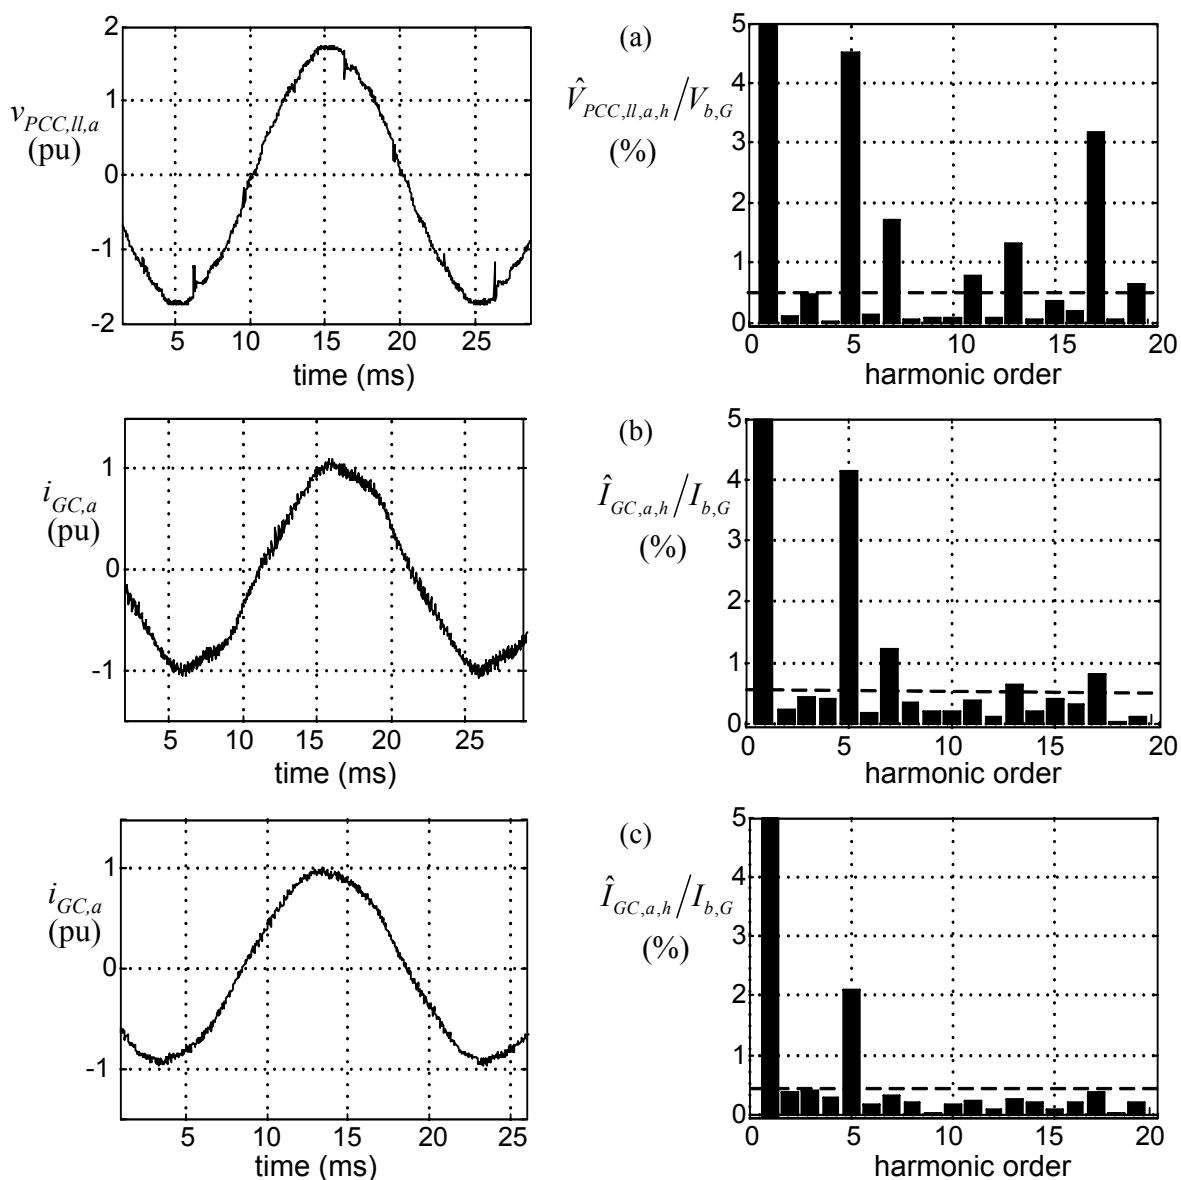 (a)
v_PCC,ll,a
(pu)
2
1
0
-1
-2
5 10 15 20 25
time (ms)
V̂_PCC,ll,a,h/V_b,G
(%)
5
4
3
2
1
0
0 5 10 15 20
harmonic order
(b)
i_GC,a
(pu)
1
0
-1
5 10 15 20 25
time (ms)
Î_GC,a,h/I_b,G
(%)
5
4
3
2
1
0
0 5 10 15 20
harmonic order
(c)
i_GC,a
(pu)
1
0
-1
5 10 15 20 25
time (ms)
Î_GC,a,h/I_b,G
(%)
5
4
3
2
1
0
0 5 10 15 20
harmonic order